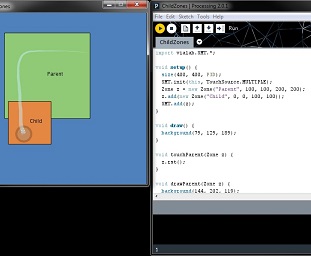 Zones
Parent
Child
ChildZones | Processing 2.0.1
File Edit Sketch Tools Help
Run
ChildZones
import vialab.SMT.*;
void setup() {
size(400, 400, P3D);
SMT.init(this, TouchSource.MULTIPLE);
Zone z = new Zone("Parent", 100, 100, 200, 200);
z.add(new Zone("Child", 0, 0, 100, 100));
SMT.add(z);
}
void draw() {
background(79, 129, 189);
}
void touchParent(Zone z) {
z.rst();
}
void drawParent(Zone z) {
background(144, 202, 119);